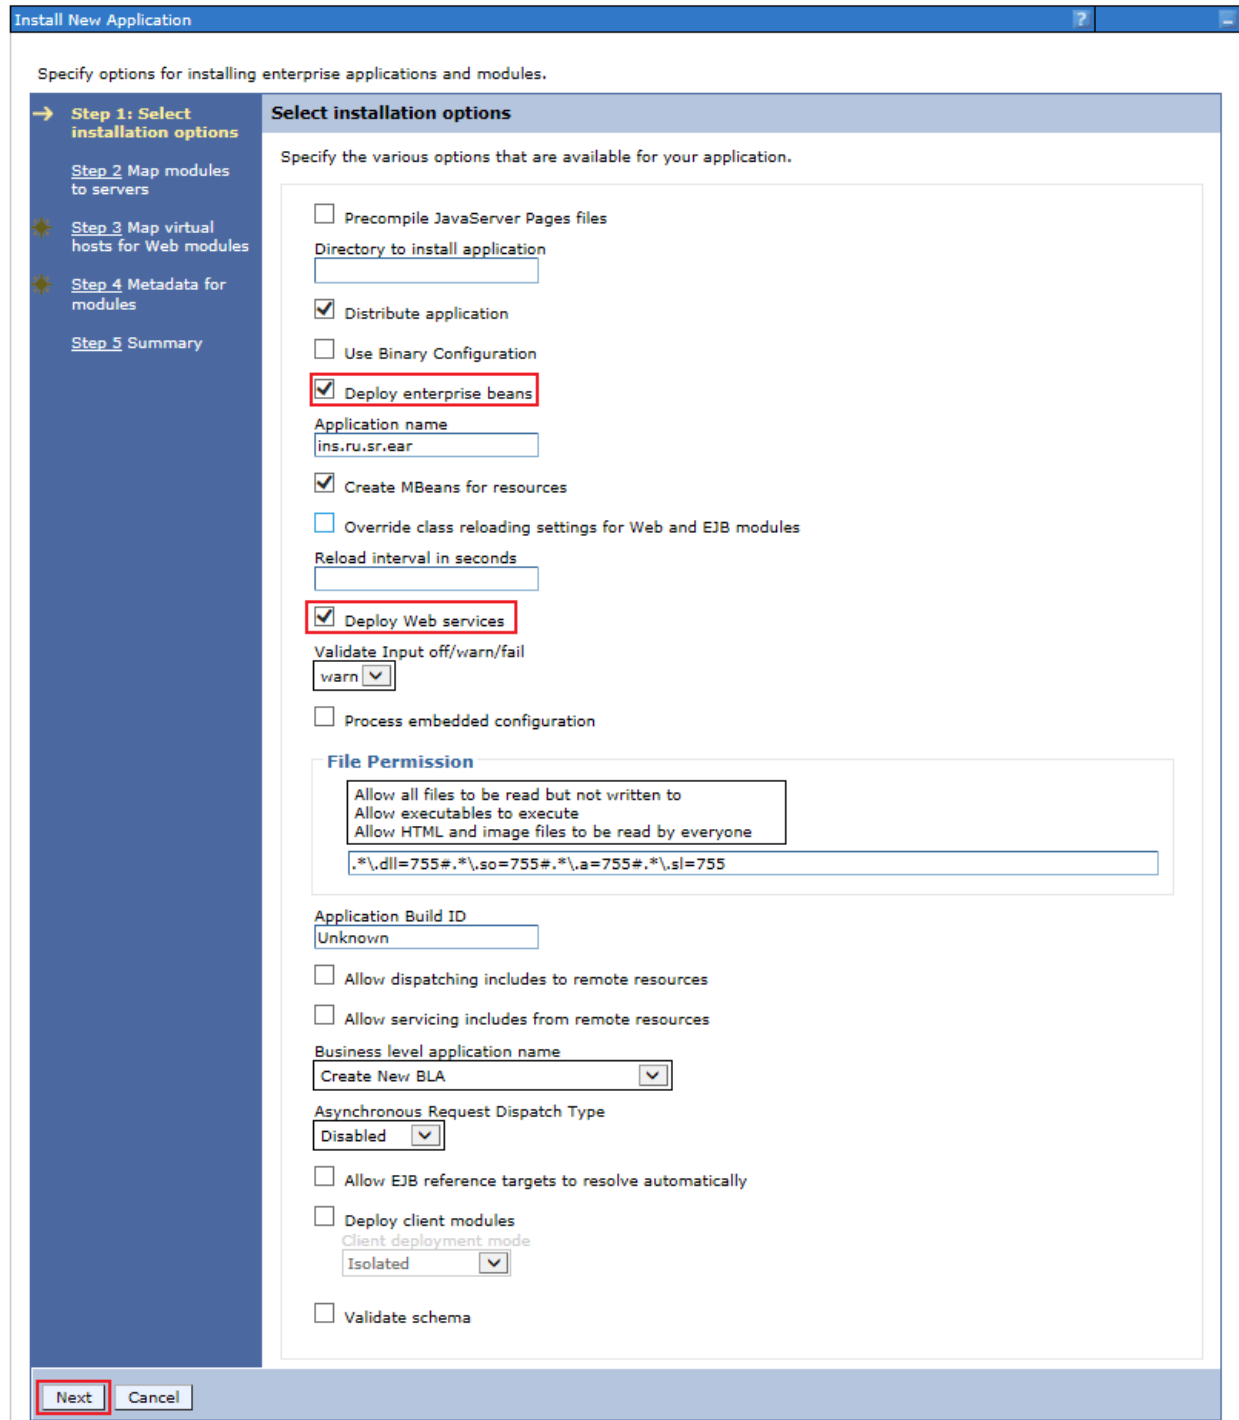 Install New Application
?
Specify options for installing enterprise applications and modules.
Step 1: Select
installation options
Step 2 Map modules
to servers
Step 3 Map virtual
hosts for Web modules
Step 4 Metadata for
modules
Step 5 Summary
Select installation options
Specify the various options that are available for your application.
Precompile JavaServer Pages files
Directory to install application
Distribute application
Use Binary Configuration
Deploy enterprise beans
Application name
ins.ru.sr.ear
Create MBeans for resources
Override class reloading settings for Web and EJB modules
Reload interval in seconds
Deploy Web services
Validate Input off/warn/fail
warn
Process embedded configuration
File Permission
Allow all files to be read but not written to
Allow executables to execute
Allow HTML and image files to be read by everyone
.*\.dll=755#.*\.so=755#.*\.a=755#.*\.sl=755
Application Build ID
Unknown
Allow dispatching includes to remote resources
Allow servicing includes from remote resources
Business level application name
Create New BLA
Asynchronous Request Dispatch Type
Disabled
Allow EJB reference targets to resolve automatically
Deploy client modules
Client deployment mode
Isolated
Validate schema
Next
Cancel